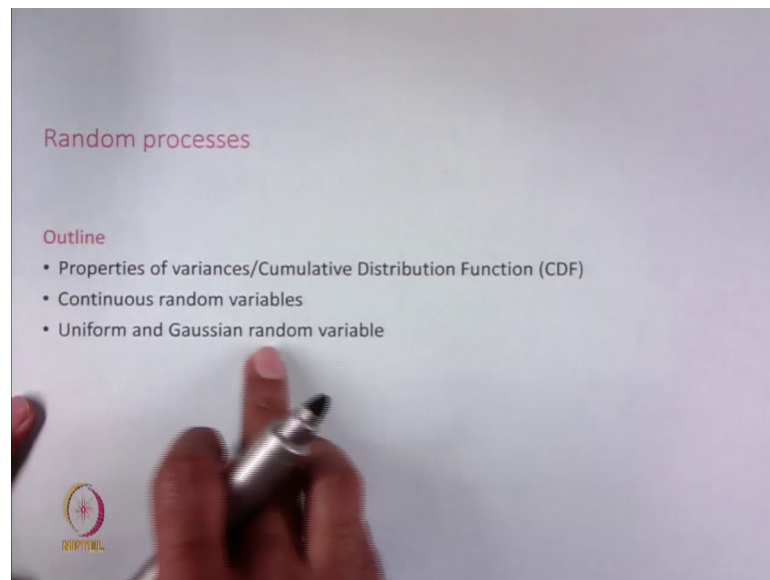 Random processes
Outline
• Properties of variances/Cumulative Distribution Function (CDF)
• Continuous random variables
• Uniform and Gaussian random variable
NPTEL